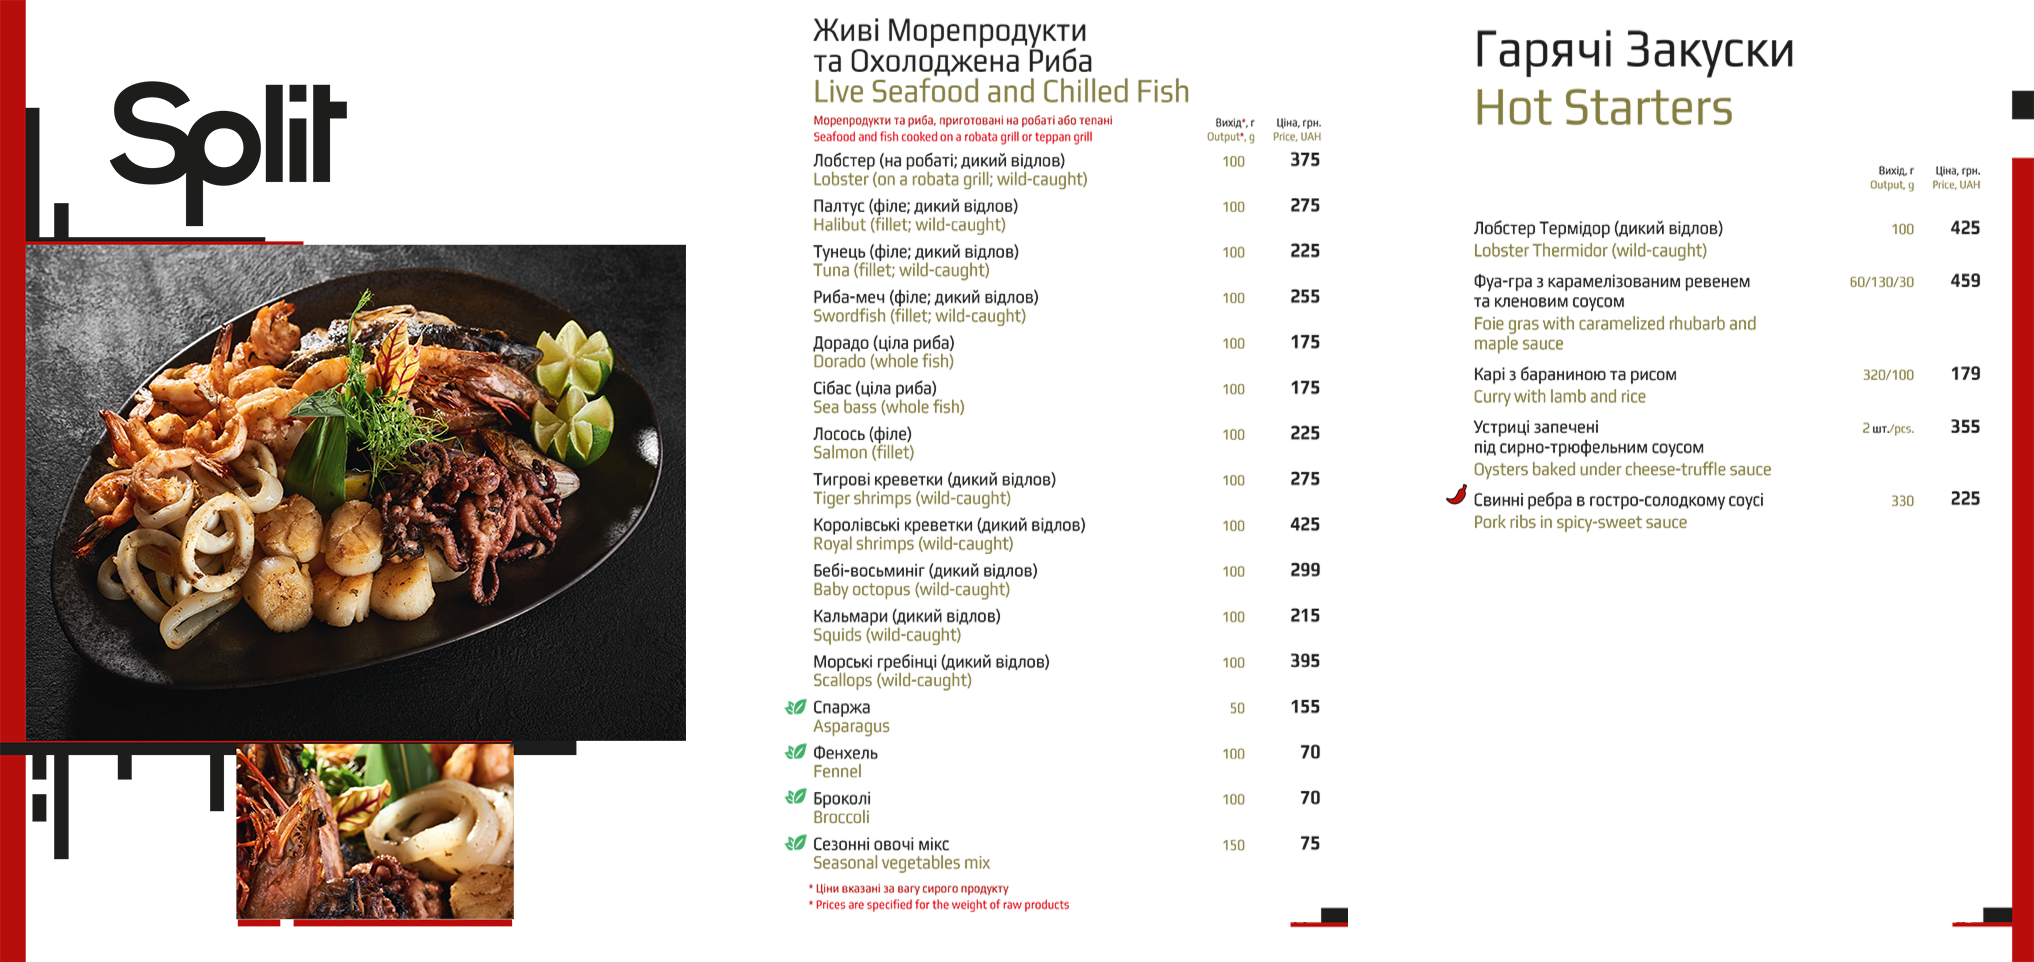 Split
Живі Морепродукти
та Охолоджена Риба
Live Seafood and Chilled Fish
Морепродукти та риба, приготовані на робаті або тепані
Seafood and fish cooked on a robata grill or teppan grill
Вихід*, г Ціна, грн.
Output*, g Price, UAH
Лобстер (на робаті; дикий відлов) 100 375
Lobster (on a robata grill; wild-caught)
Палтус (філе; дикий відлов) 100 275
Halibut (fillet; wild-caught)
Тунець (філе; дикий відлов) 100 225
Tuna (fillet; wild-caught)
Риба-меч (філе; дикий відлов) 100 255
Swordfish (fillet; wild-caught)
Дорадо (ціла риба) 100 175
Dorado (whole fish)
Сібас (ціла риба) 100 175
Sea bass (whole fish)
Лосось (філе) 100 225
Salmon (fillet)
Тигрові креветки (дикий відлов) 100 275
Tiger shrimps (wild-caught)
Королівські креветки (дикий відлов) 100 425
Royal shrimps (wild-caught)
Бебі-восьминіг (дикий відлов) 100 299
Baby octopus (wild-caught)
Кальмари (дикий відлов) 100 215
Squids (wild-caught)
Морські гребінці (дикий відлов) 100 395
Scallops (wild-caught)
Спаржа 50 155
Asparagus
Фенхель 100 70
Fennel
Броколі 100 70
Broccoli
Сезонні овочі мікс 150 75
Seasonal vegetables mix
* Ціни вказані за вагу сирого продукту
* Prices are specified for the weight of raw products
Гарячі Закуски
Hot Starters
Вихід, г Ціна, грн.
Output, g Price, UAH
Лобстер Термідор (дикий відлов) 100 425
Lobster Thermidor (wild-caught)
Фуа-гра з карамелізованим ревенем 60/130/30 459
та кленовим соусом
Foie gras with caramelized rhubarb and
maple sauce
Карі з бараниною та рисом 320/100 179
Curry with lamb and rice
Устриці запечені 2 шт./pcs. 355
під сирно-трюфельним соусом
Oysters baked under cheese-truffle sauce
Свинні ребра в гостро-солодкому соусі 330 225
Pork ribs in spicy-sweet sauce